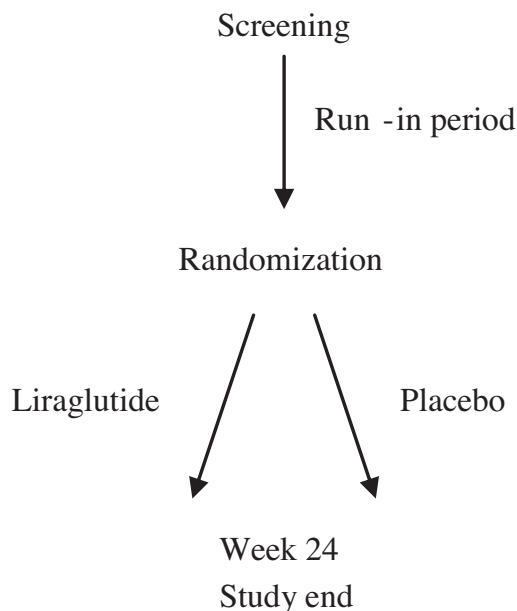 Screening
Run -in period
Randomization
Liraglutide
Placebo
Week 24
Study end